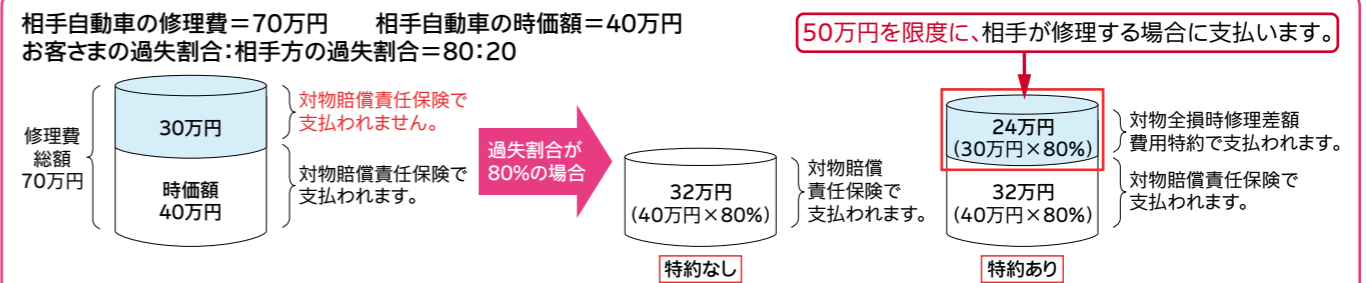 相手自動車の修理費＝70万円　　相手自動車の時価額＝40万円
お客さまの過失割合：相手方の過失割合＝80：20
50万円を限度に、相手が修理する場合に支払います。
修理費
総額
70万円
30万円
時価額
40万円
対物賠償責任保険で
支払われません。
対物賠償責任保険で
支払われます。
過失割合が
80%の場合
32万円
(40万円×80%)
対物賠償
責任保険で
支払われます。
特約なし
24万円
(30万円×80%)
32万円
(40万円×80%)
対物全損時修理差額
費用特約で支払われます。
対物賠償責任保険で
支払われます。
特約あり